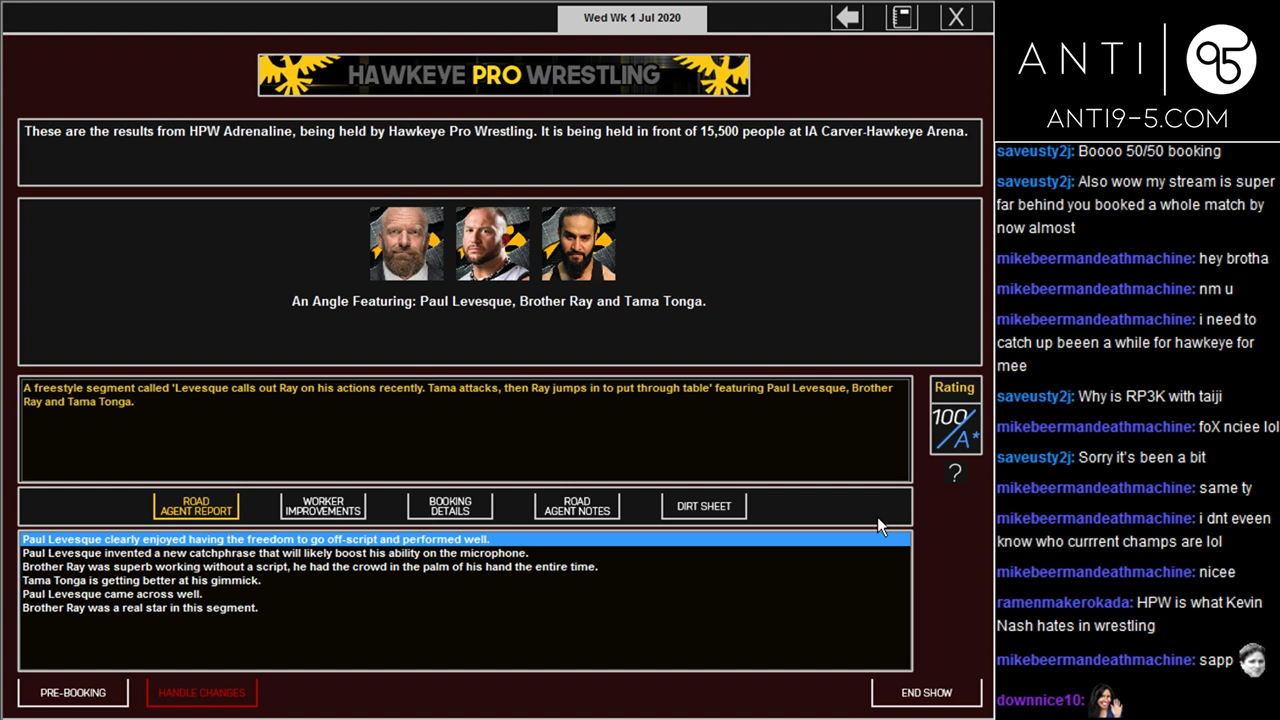 Wed Wk 1 Jul 2020
X
HAWKEYE PRO WRESTLING
These are the results from HPW Adrenaline, being held by Hawkeye Pro Wrestling. It is being held in front of 15,500 people at IA Carver-Hawkeye Arena.
An Angle Featuring: Paul Levesque, Brother Ray and Tama Tonga.
A freestyle segment called 'Levesque calls out Ray on his actions recently. Tama attacks, then Ray jumps in to put through table' featuring Paul Levesque, Brother
Ray and Tama Tonga.
Rating
100/A*
?
ROAD
AGENT REPORT
WORKER
IMPROVEMENTS
BOOKING
DETAILS
ROAD
AGENT NOTES
DIRT SHEET
Paul Levesque clearly enjoyed having the freedom to go off-script and performed well.
Paul Levesque invented a new catchphrase that will likely boost his ability on the microphone.
Brother Ray was superb working without a script, he had the crowd in the palm of his hand the entire time.
Tama Tonga is getting better at his gimmick.
Paul Levesque came across well.
Brother Ray was a real star in this segment.
PRE-BOOKING
HANDLE CHANGES
END SHOW
ANTI | 95
ANTI9-5.COM
saveusty2j: Boooo 50/50 booking
saveusty2j: Also wow my stream is super
far behind you booked a whole match by
now almost
mikebeermandeathmachine: hey brotha
mikebeermandeathmachine: nm u
mikebeermandeathmachine: i need to
catch up beeen a while for hawkeye for
mee
saveusty2j: Why is RP3K with taiji
mikebeermandeathmachine: foX nciee lol
saveusty2j: Sorry it's been a bit
mikebeermandeathmachine: same ty
mikebeermandeathmachine: i dnt eveen
know who currrent champs are lol
mikebeermandeathmachine: nicee
ramenmakerokada: HPW is what Kevin
Nash hates in wrestling
mikebeermandeathmachine: sapp
downnice10: